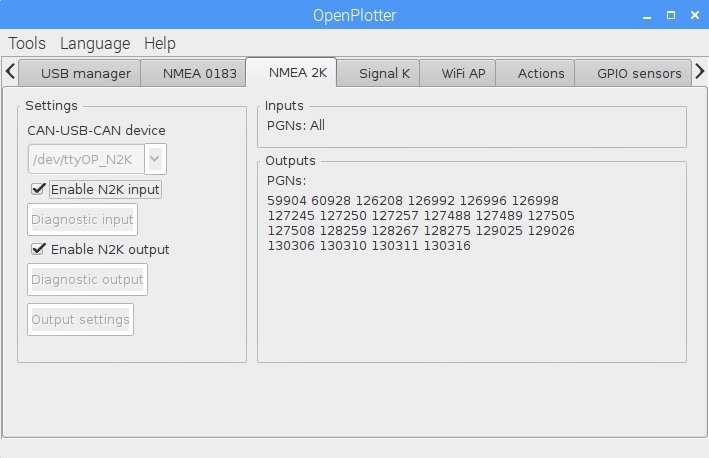 OpenPlotter
Tools Language Help
USB manager NMEA 0183 NMEA 2K Signal K WiFi AP Actions GPIO sensors
Settings
CAN-USB-CAN device
/dev/ttyOP_N2K
Enable N2K input
Diagnostic input
Enable N2K output
Diagnostic output
Output settings
Inputs
PGNs: All
Outputs
PGNs:
59904 60928 126208 126992 126996 126998
127245 127250 127257 127488 127489 127505
127508 128259 128267 128275 129025 129026
130306 130310 130311 130316